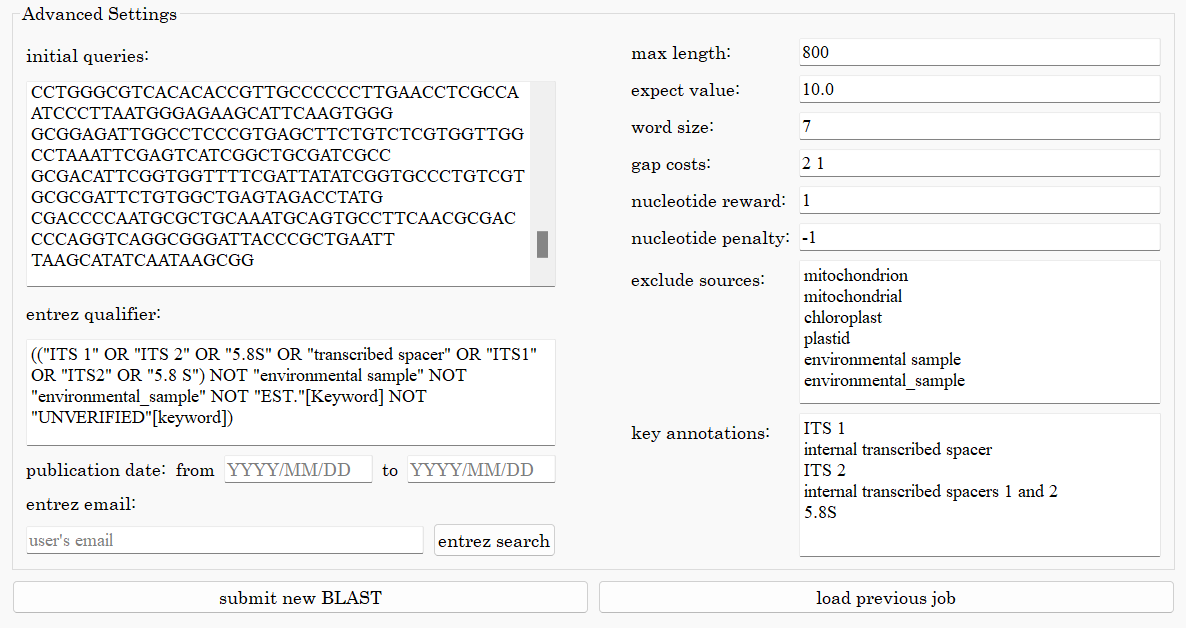 Advanced Settings
initial queries:
CCTGGGCGTCACACACCGTTGCCCCCCTTGAACCTCGCCA
ATCCCTTAATGGGAGAAGCATTCAAGTGGG
GCGGAGATTGGCCTCCCGTGAGCTTCTGTCTCGTGGTTGG
CCTAAATTCGAGTCATCGGCTGCGATCGCC
GCGACATTCGGTGGTTTTCGATTATATCGGTGCCCTGTCGT
GCGCGATTCTGTGGCTGAGTAGACCTATG
CGACCCCAATGCGCTGCAAATGCAGTGCCTTCAACGCGAC
CCCAGGTCAGGCGGGATTACCCGCTGAATT
TAAGCATATCAATAAGCGG
entrez qualifier:
(("ITS 1" OR "ITS 2" OR "5.8S" OR "transcribed spacer" OR "ITS1"
OR "ITS2" OR "5.8 S") NOT "environmental sample" NOT
"environmental_sample" NOT "EST."[Keyword] NOT
"UNVERIFIED"[keyword])
publication date: from YYYY/MM/DD to YYYY/MM/DD
entrez email:
user's email entrez search
max length: 800
expect value: 10.0
word size: 7
gap costs: 2 1
nucleotide reward: 1
nucleotide penalty: -1
exclude sources:
mitochondrion
mitochondrial
chloroplast
plastid
environmental sample
environmental_sample
key annotations:
ITS 1
internal transcribed spacer
ITS 2
internal transcribed spacers 1 and 2
5.8S
submit new BLAST
load previous job